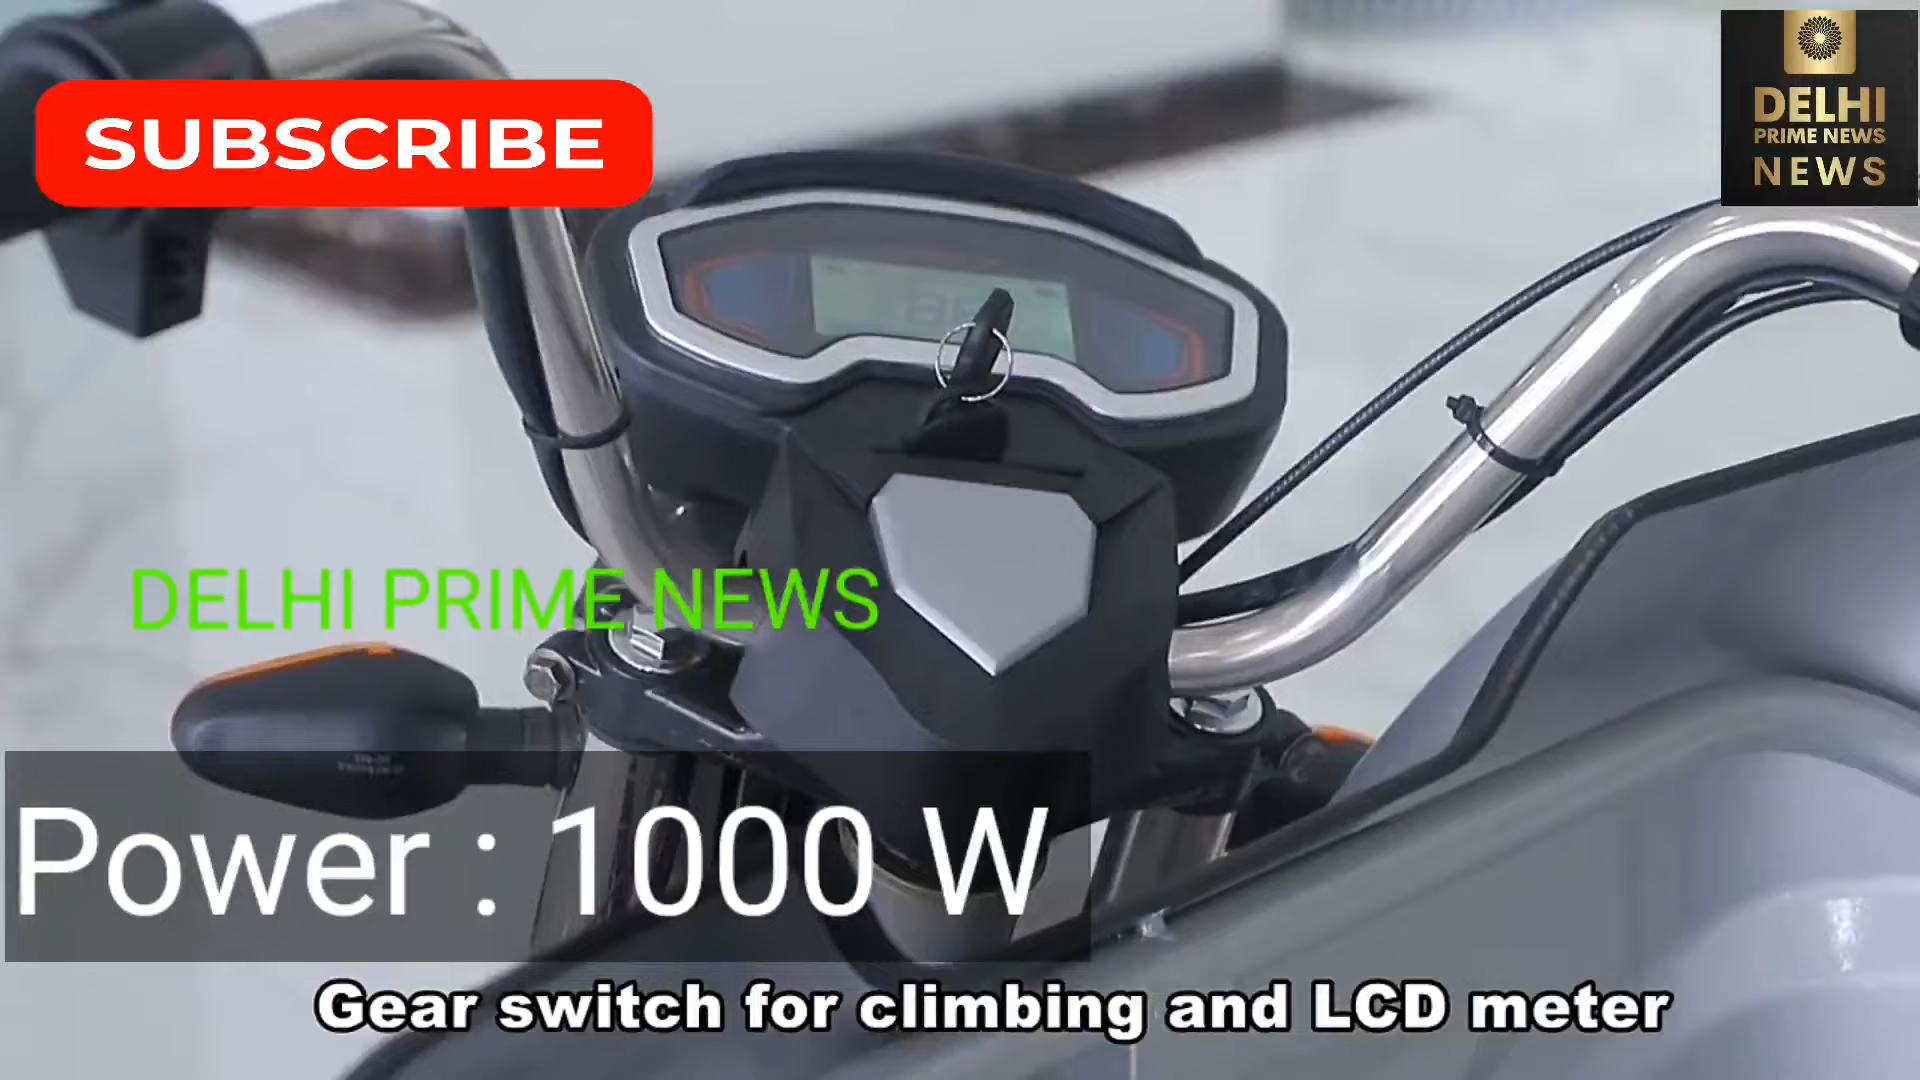 SUBSCRIBE
DELHI
PRIME NEWS
NEWS
DELHI PRIME NEWS
Power : 1000 W
Gear switch for climbing and LCD meter